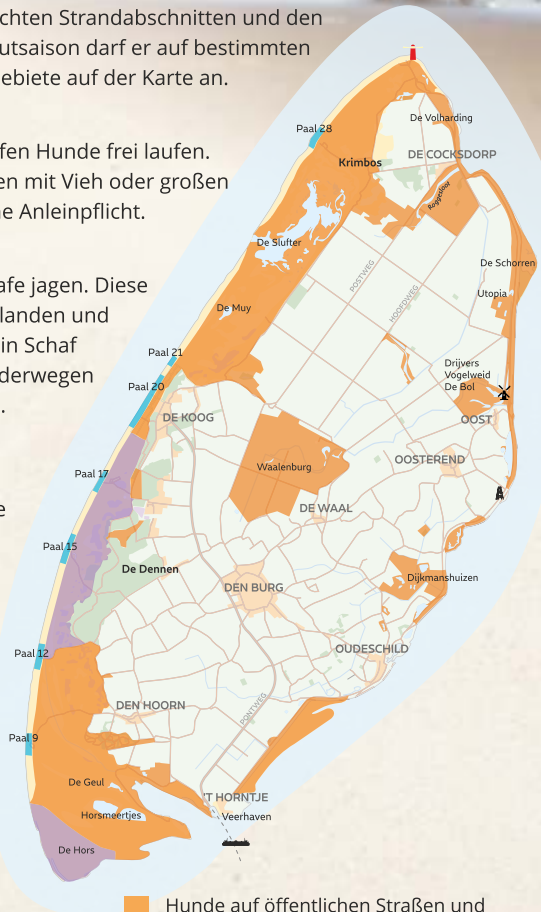 chten Strandabschnitten und den
utsaison darf er auf bestimmten
ebiete auf der Karte an.
fen Hunde frei laufen.
en mit Vieh oder großen
ne Anleinpflicht.
afe jagen. Diese
landen und
in Schaf
derwegen
.
e
Paal 28
De Volharding
DE COCKSDORP
Krimbos
Roggesloot
De Slufter
POSTWEG
De Schorren
HOOFDWEG
Utopia
De Muy
Paal 21
Drijvers
Vogelweid
De Bol
Paal 20
DE KOOG
OOST
OOSTEREND
Waalenburg
Paal 17
DE WAAL
Paal 15
De Dennen
Dijkmanshuizen
DEN BURG
OUDESCHILD
Paal 12
DEN HOORN
PONTWEG
Paal 9
De Geul
'T HORNTJE
Horsmeertjes
Veerhaven
De Hors
Hunde auf öffentlichen Straßen und